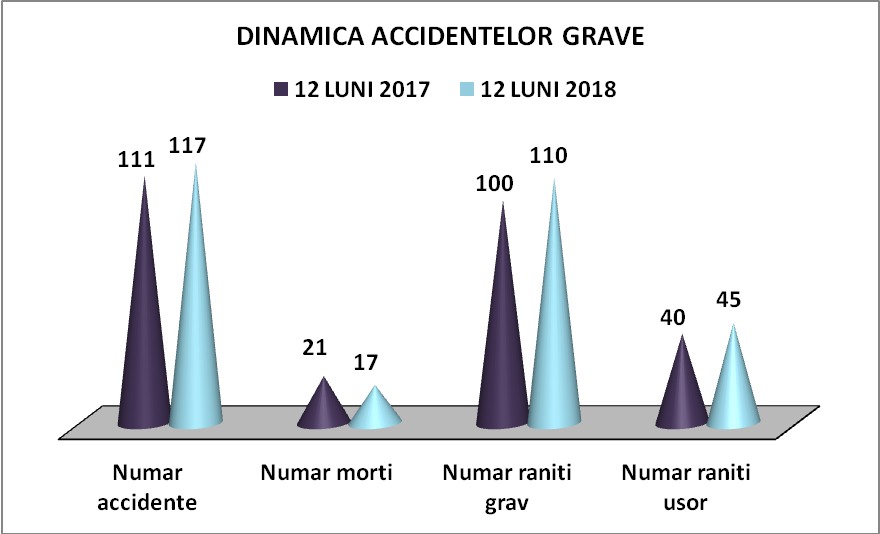 DINAMICA ACCIDENTELOR GRAVE
12 LUNI 2017 12 LUNI 2018
111 117 21 17 100 110 40 45
Numar accidente
Numar morti
Numar raniti grav
Numar raniti usor